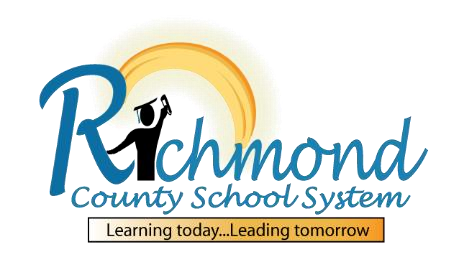 Richmond
County School System
Learning today...Leading tomorrow